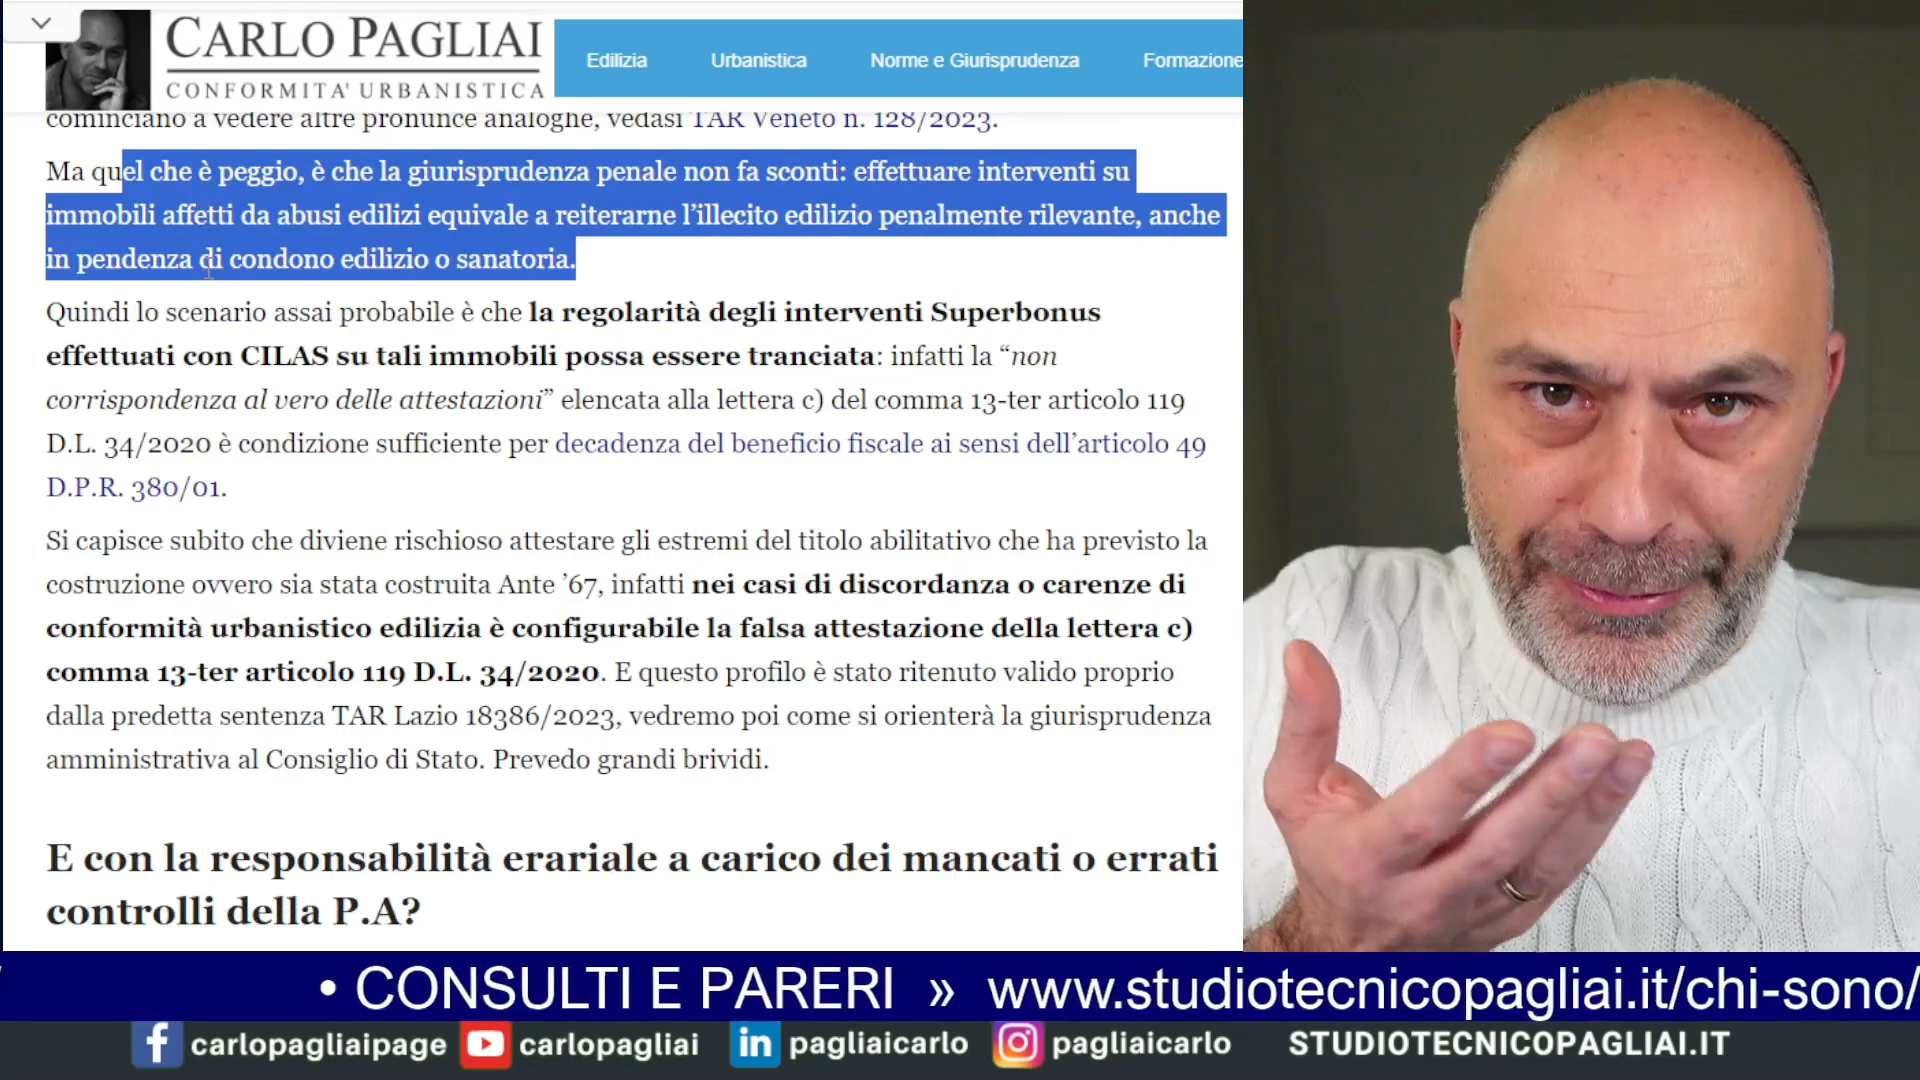 CARLO PAGLIAI
CONFORMITA' URBANISTICA
Edilizia Urbanistica Norme e Giurisprudenza Formazione
cominciano a vedere altre pronunce analoghe, vedasi TAR Veneto n. 128/2023.
Ma quel che è peggio, è che la giurisprudenza penale non fa sconti: effettuare interventi su
immobili affetti da abusi edilizi equivale a reiterarne l’illecito edilizio penalmente rilevante, anche
in pendenza di condono edilizio o sanatoria.
Quindi lo scenario assai probabile è che la regolarità degli interventi Superbonus
effettuati con CILAS su tali immobili possa essere tranciata: infatti la “non
corrispondenza al vero delle attestazioni” elencata alla lettera c) del comma 13-ter articolo 119
D.L. 34/2020 è condizione sufficiente per decadenza del beneficio fiscale ai sensi dell’articolo 49
D.P.R. 380/01.
Si capisce subito che diviene rischioso attestare gli estremi del titolo abilitativo che ha previsto la
costruzione ovvero sia stata costruita Ante ’67, infatti nei casi di discordanza o carenze di
conformità urbanistico edilizia è configurabile la falsa attestazione della lettera c)
comma 13-ter articolo 119 D.L. 34/2020. E questo profilo è stato ritenuto valido proprio
dalla predetta sentenza TAR Lazio 18386/2023, vedremo poi come si orienterà la giurisprudenza
amministrativa al Consiglio di Stato. Prevedo grandi brividi.
E con la responsabilità erariale a carico dei mancati o errati
controlli della P.A?
• CONSULTI E PARERI » www.studiotecnicopagliai.it/chi-sono/
carlopagliaipage carlopagliai pagliaicarlo pagliaicarlo STUDIOTECNICOPAGLIAI.IT